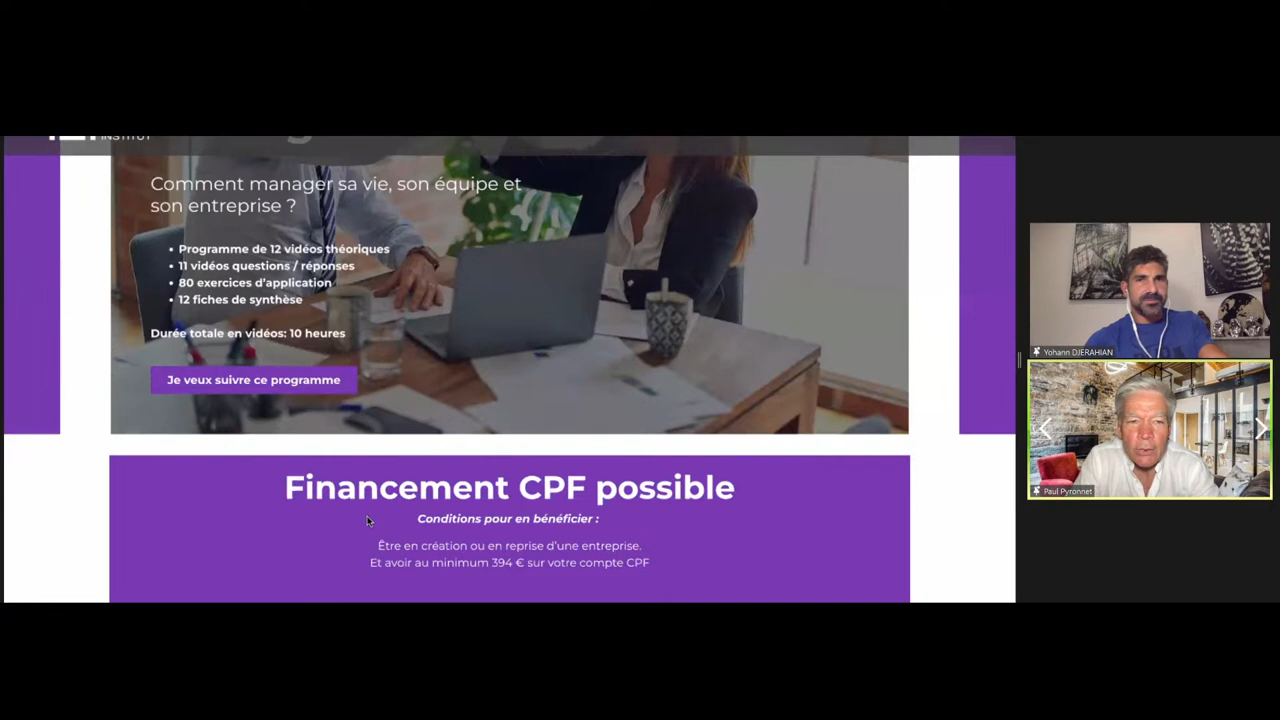 INSTITUT
Comment manager sa vie, son équipe et
son entreprise ?
• Programme de 12 vidéos théoriques
• 11 vidéos questions / réponses
• 80 exercices d'application
• 12 fiches de synthèse
Durée totale en vidéos: 10 heures
Je veux suivre ce programme
Financement CPF possible
Conditions pour en bénéficier :
Être en création ou en reprise d'une entreprise.
Et avoir au minimum 394 € sur votre compte CPF
Yohann DJERAHIAN
Paul Pyronnet